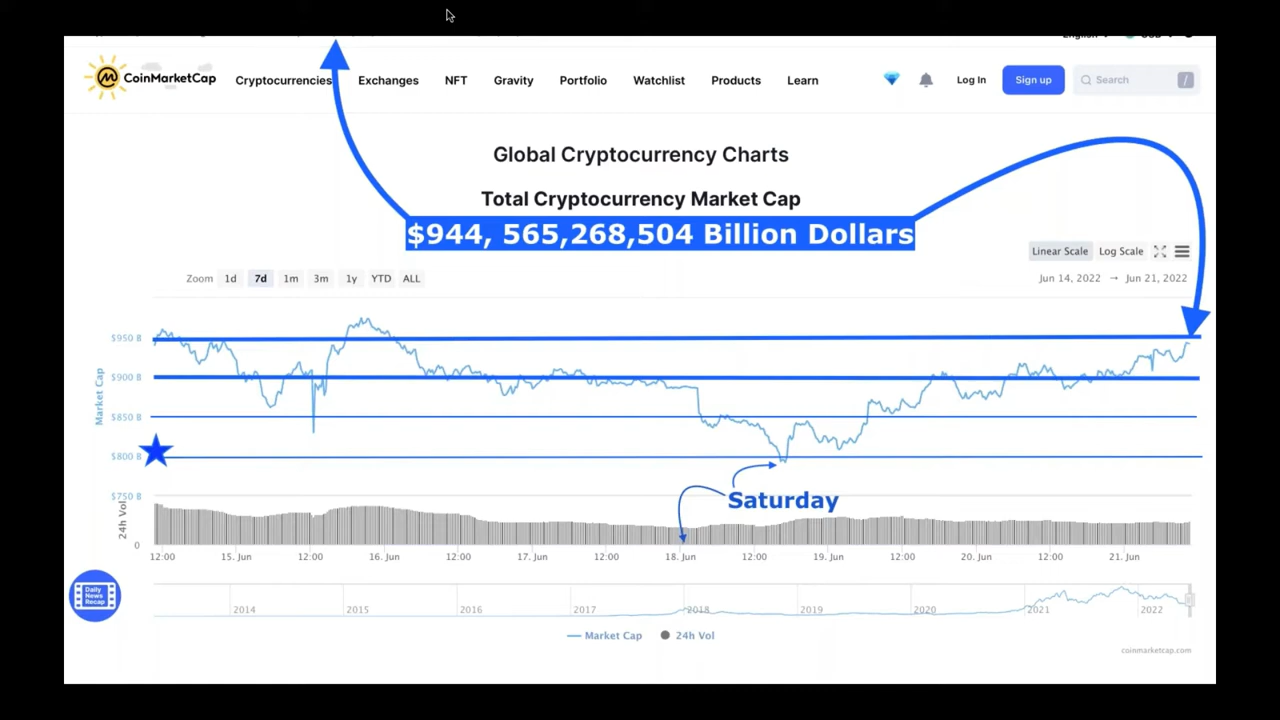 CoinMarketCap Cryptocurrencies Exchanges NFT Gravity Portfolio Watchlist Products Learn Log In Sign up Search /
Global Cryptocurrency Charts
Total Cryptocurrency Market Cap
$944, 565,268,504 Billion Dollars
Linear Scale Log Scale
Zoom 1d 7d 1m 3m 1y YTD ALL Jun 14, 2022 → Jun 21, 2022
$950 B
$900 B
$850 B
$800 B
$750 B
0
Market Cap
24h Vol
Saturday
12:00 15. Jun 12:00 16. Jun 12:00 17. Jun 12:00 18. Jun 12:00 19. Jun 12:00 20. Jun 12:00 21. Jun
Daily
News
Recap
2014 2015 2016 2017 2018 2019 2020 2021 2022
Market Cap 24h Vol
coinmarketcap.com